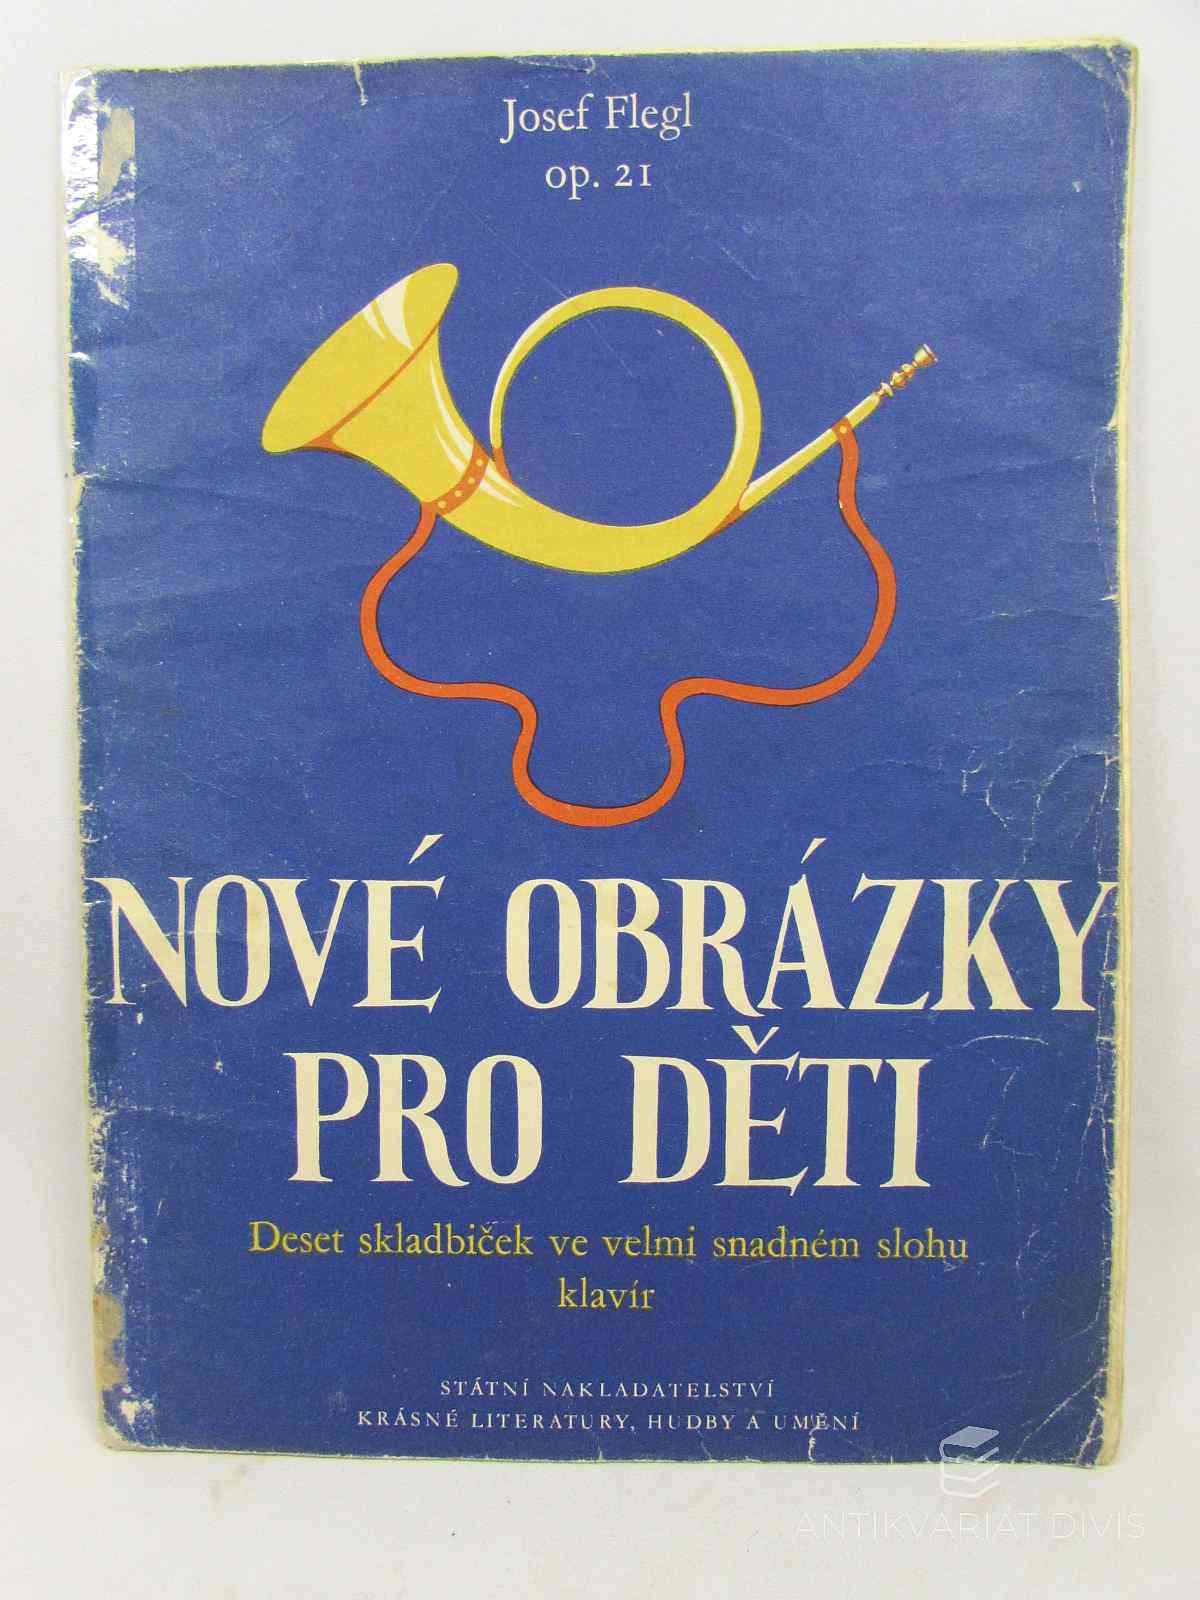 Josef Flegl
op. 21
NOVÉ OBRÁZKY
PRO DĚTI
Deset skladbiček ve velmi snadném slohu
klavír
STÁTNÍ NAKLADATELSTVÍ
KRÁSNÉ LITERATURY, HUDBY A UMĚNÍ
ANTIKVARIÁT DIVIŠ